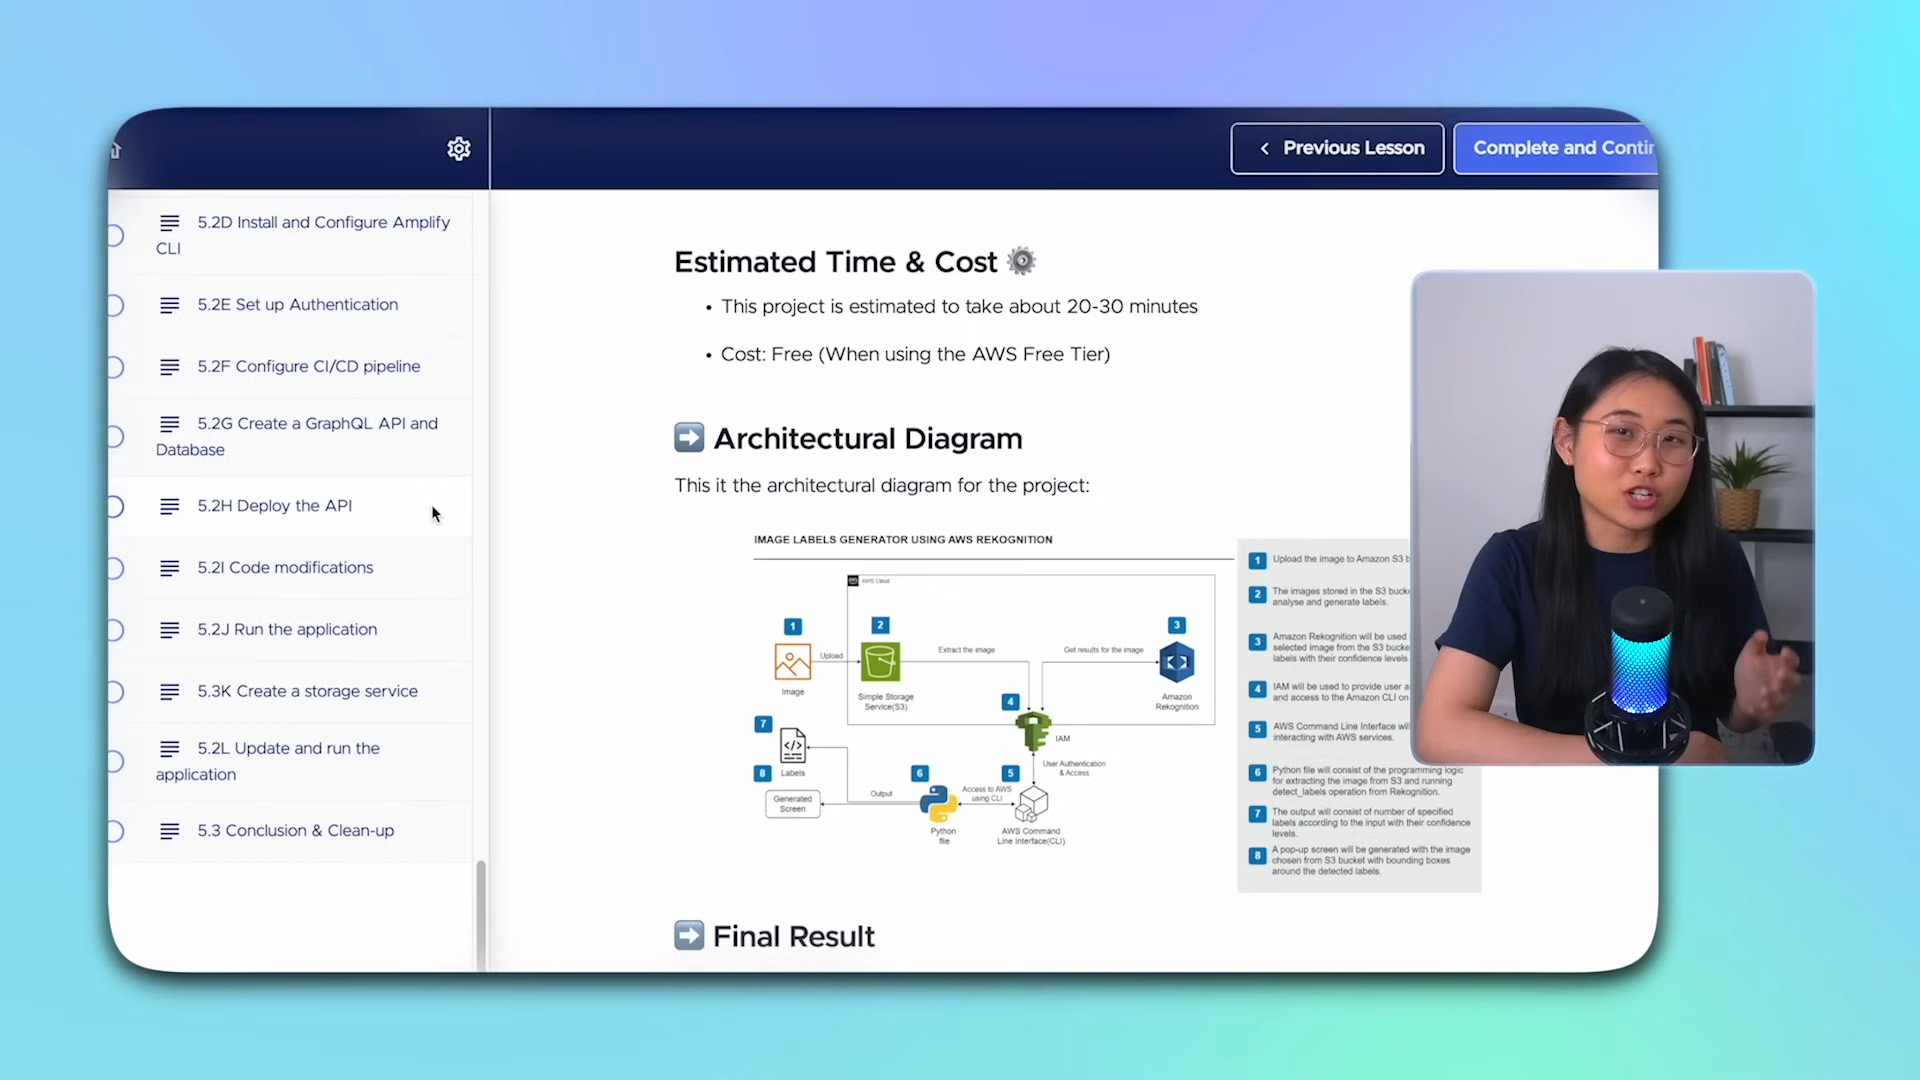 Previous Lesson
Complete and Contin
5.2D Install and Configure Amplify
CLI
5.2E Set up Authentication
5.2F Configure CI/CD pipeline
5.2G Create a GraphQL API and
Database
5.2H Deploy the API
5.2I Code modifications
5.2J Run the application
5.3K Create a storage service
5.2L Update and run the
application
5.3 Conclusion & Clean-up
Estimated Time & Cost
• This project is estimated to take about 20-30 minutes
• Cost: Free (When using the AWS Free Tier)
Architectural Diagram
This it the architectural diagram for the project:
IMAGE LABELS GENERATOR USING AWS REKOGNITION
AWS Cloud
1
2
3
Upload
Extract the image
Get results for the image
Image
Simple Storage
Service(S3)
Amazon
Rekognition
4
IAM
7
Labels
User Authentication
& Access
8
Generated
Screen
Output
6
Python
file
Access to AWS
using CLI
5
AWS Command
Line Interface(CLI)
1 Upload the image to Amazon S3 b
2 The images stored in the S3 bucke
analyse and generate labels.
3 Amazon Rekognition will be used
selected image from the S3 bucke
labels with their confidence levels.
4 IAM will be used to provide user a
and access to the Amazon CLI on
5 AWS Command Line Interface wil
interacting with AWS services.
6 Python file will consist of the programming logic
for extracting the image from S3 and running
detect_labels operation from Rekognition.
7 The output will consist of number of specified
labels according to the input with their confidence
levels.
8 A pop-up screen will be generated with the image
chosen from S3 bucket with bounding boxes
around the detected labels.
Final Result